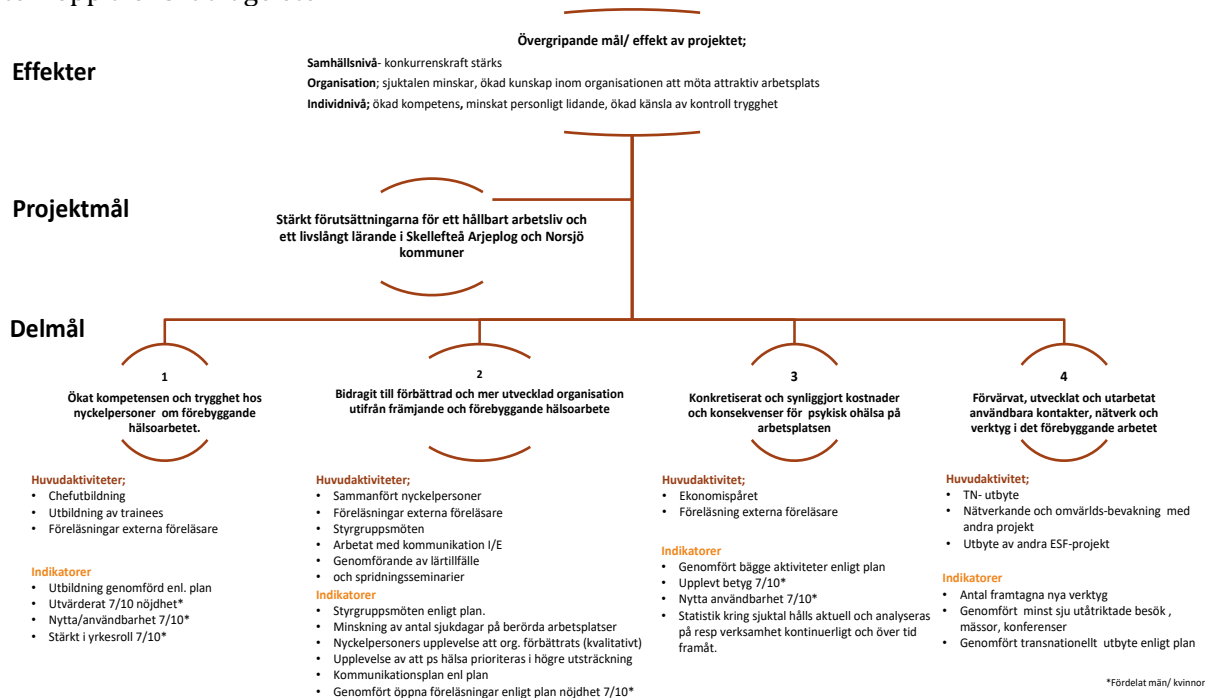 Övergripande mål/ effekt av projektet;
Effekter
Samhällsnivå- konkurrenskraft stärks
Organisation; sjuktalen minskar, ökad kunskap inom organisationen att möta attraktiv arbetsplats
Individnivå; ökad kompetens, minskat personligt lidande, ökad känsla av kontroll trygghet
Projektmål
Stärkt förutsättningarna för ett hållbart arbetsliv och
ett livslångt lärande i Skellefteå Arjeplog och Norsjö
kommuner
Delmål
1
Ökat kompetensen och trygghet hos
nyckelpersoner om förebyggande
hälsoarbetet.
Huvudaktiviteter;
• Chefutbildning
• Utbildning av trainees
• Föreläsningar externa föreläsare
Indikatorer
• Utbildning genomförd enl. plan
• Utvärderat 7/10 nöjdhet*
• Nytta/användbarhet 7/10*
• Stärkt i yrkesroll 7/10*
2
Bidragit till förbättrad och mer utvecklad organisation
utifrån främjande och förebyggande hälsoarbete
Huvudaktiviteter;
• Sammanfört nyckelpersoner
• Föreläsningar externa föreläsare
• Styrgruppsmöten
• Arbetat med kommunikation I/E
• Genomförande av lärtillfälle
• och spridningsseminarier
Indikatorer
• Styrgruppsmöten enligt plan.
• Minskning av antal sjukdagar på berörda arbetsplatser
• Nyckelpersoners upplevelse att org. förbättrats (kvalitativt)
• Upplevelse av att ps hälsa prioriteras i högre utsträckning
• Kommunikationsplan enl plan
• Genomfört öppna föreläsningar enligt plan nöjdhet 7/10*
3
Konkretiserat och synliggjort kostnader
och konsekvenser för psykisk ohälsa på
arbetsplatsen
Huvudaktivitet;
• Ekonomispåret
• Föreläsning externa föreläsare
Indikatorer
• Genomfört bägge aktiviteter enligt plan
• Upplevt betyg 7/10*
• Nytta användbarhet 7/10*
• Statistik kring sjuktal hålls aktuell och analyseras
på resp verksamhet kontinuerligt och över tid
framåt.
4
Förvärvat, utvecklat och utarbetat
användbara kontakter, nätverk och
verktyg i det förebyggande arbetet
Huvudaktivitet;
• TN- utbyte
• Nätverkande och omvärlds-bevakning med
andra projekt
• Utbyte av andra ESF-projekt
Indikatorer
• Antal framtagna nya verktyg
• Genomfört minst sju utåtriktade besök ,
mässor, konferenser
• Genomfört transnationellt utbyte enligt plan
*Fördelat män/ kvinnor